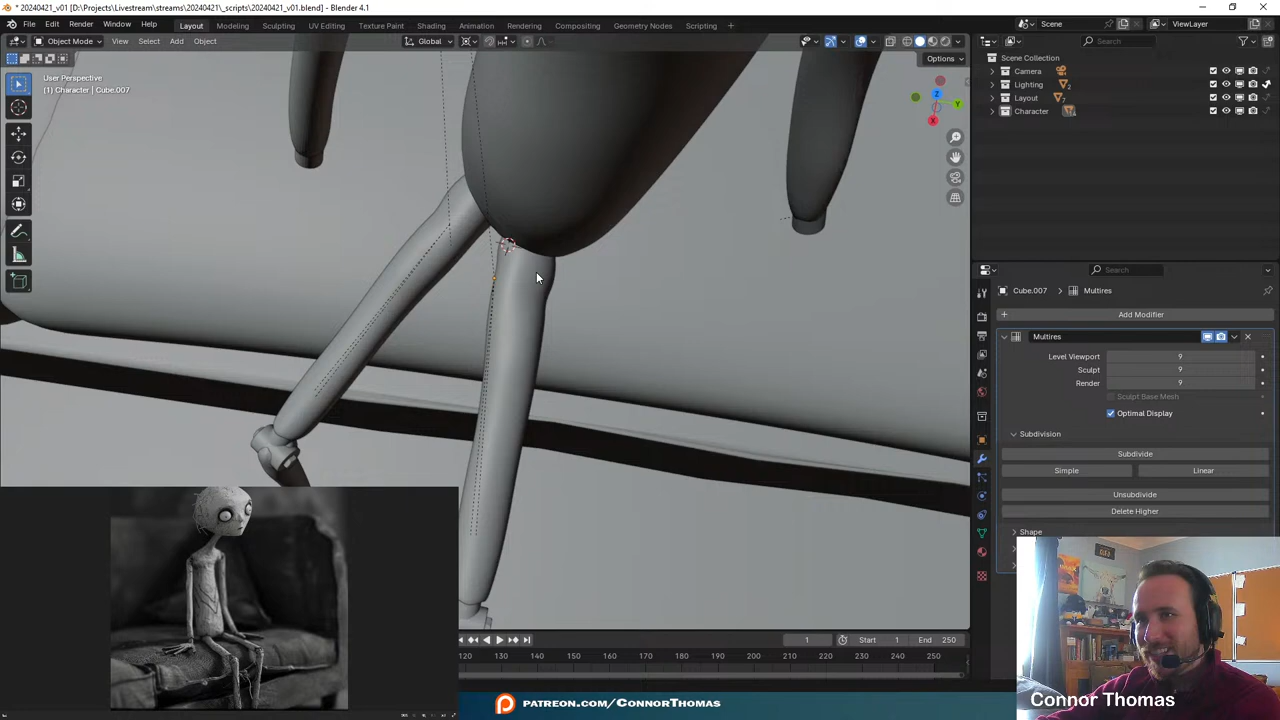 * 20240421_v01 [D:\Projects\Livestream\streams\20240421\_scripts\20240421_v01.blend] - Blender 4.1
File Edit Render Window Help Layout Modeling Sculpting UV Editing Texture Paint Shading Animation Rendering Compositing Geometry Nodes Scripting + Scene ViewLayer
Object Mode View Select Add Object Global Search
Options
User Perspective
(1) Character | Cube.007
Z
Y
X
Scene Collection
Camera
Lighting 2
Layout
Character
Search
Cube.007 > Multires
+ Add Modifier
Multires
Level Viewport 9
Sculpt 9
Render 9
Sculpt Base Mesh
Optimal Display
Subdivision
Subdivide
Simple Linear
Unsubdivide
Delete Higher
Shape
1 Start 1 End 250
120 130 140 150 160 170 180 190 200 210 220 230 240 250
PATREON.COM/CONNORTHOMAS
Connor Thomas